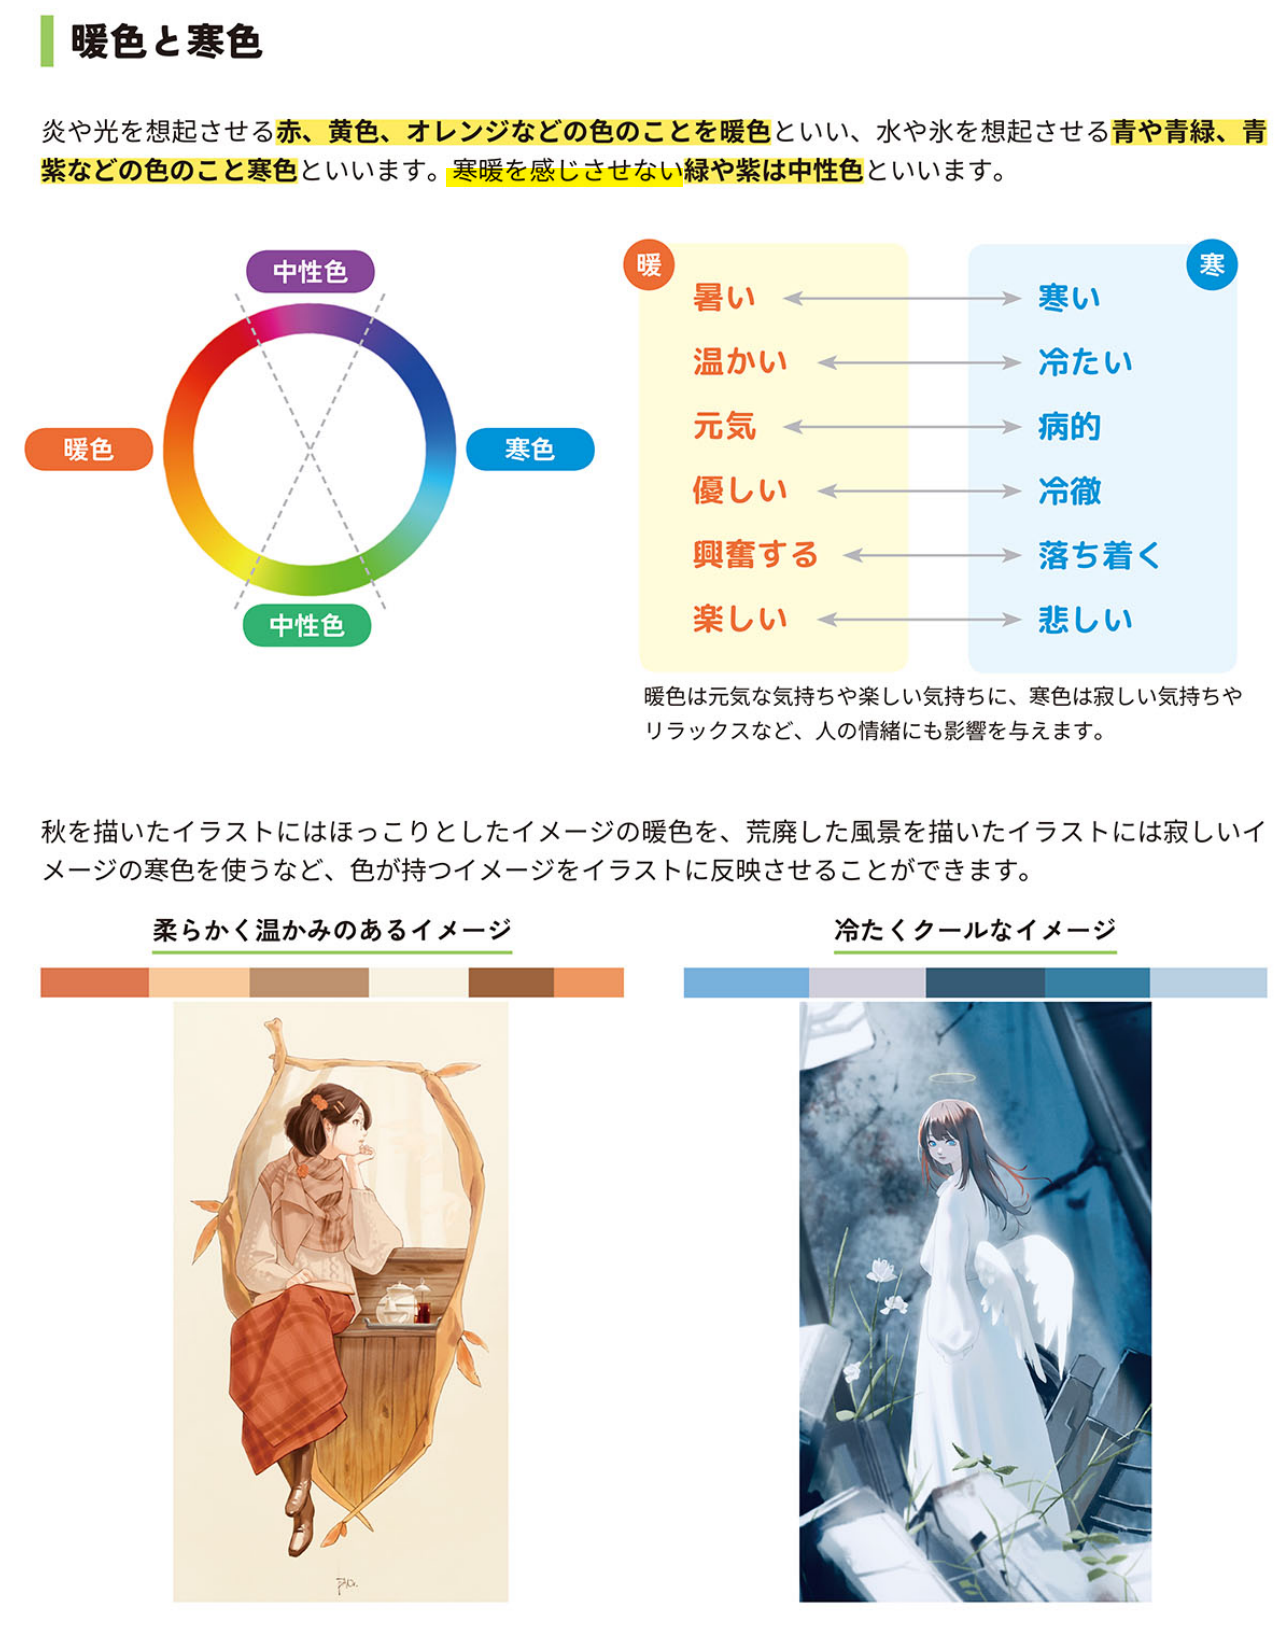 暖色と寒色
炎や光を想起させる赤、黄色、オレンジなどの色のことを暖色といい、水や氷を想起させる青や青緑、青
紫などの色のこと寒色といいます。寒暖を感じさせない緑や紫は中性色といいます。
中性色
暖色
寒色
中性色
暖
寒
暑い
寒い
温かい
冷たい
元気
病的
優しい
冷徹
興奮する
落ち着く
楽しい
悲しい
暖色は元気な気持ちや楽しい気持ちに、寒色は寂しい気持ちや
リラックスなど、人の情緒にも影響を与えます。
秋を描いたイラストにはほっこりとしたイメージの暖色を、荒廃した風景を描いたイラストには寂しいイ
メージの寒色を使うなど、色が持つイメージをイラストに反映させることができます。
柔らかく温かみのあるイメージ
冷たくクールなイメージ